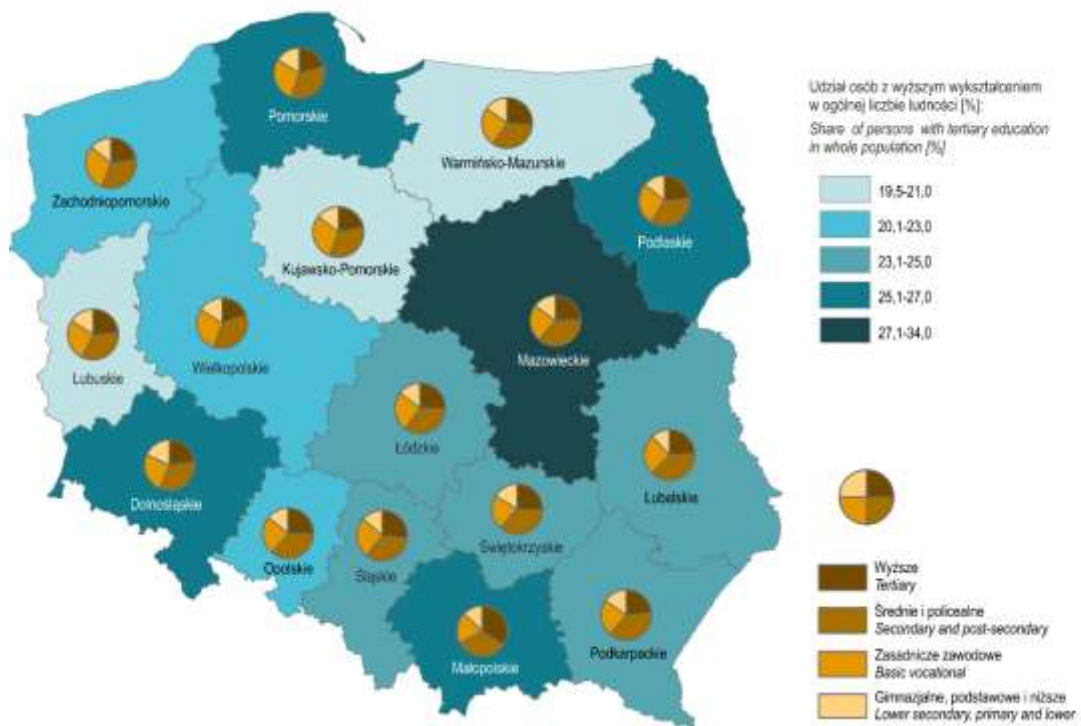 Pomorskie
Warmińsko-Mazurskie
Zachodniopomorskie
Podlaskie
Kujawsko-Pomorskie
Mazowieckie
Wielkopolskie
Lubuskie
Łódzkie
Lubelskie
Dolnośląskie
Świętokrzyskie
Opolskie
Śląskie
Podkarpackie
Małopolskie
Udział osób z wyższym wykształceniem
w ogólnej liczbie ludności [%]:
Share of persons with tertiary education
in whole population [%]
19,5-21,0
20,1-23,0
23,1-25,0
25,1-27,0
27,1-34,0
Wyższe
Tertiary
Średnie i policealne
Secondary and post-secondary
Zasadnicze zawodowe
Basic vocational
Gimnazjalne, podstawowe i niższe
Lower secondary, primary and lower